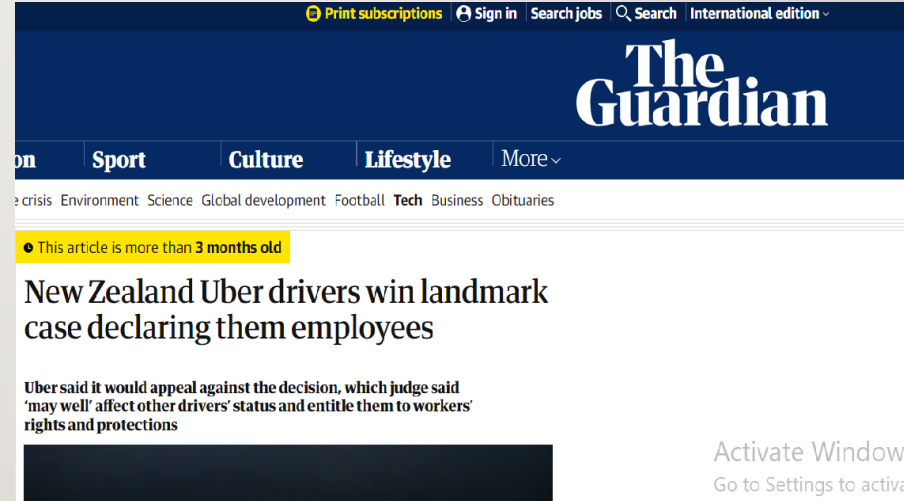 Print subscriptions Sign in Search jobs Search International edition
The
Guardian
on Sport Culture Lifestyle More
e crisis Environment Science Global development Football Tech Business Obituaries
This article is more than 3 months old
New Zealand Uber drivers win landmark
case declaring them employees
Uber said it would appeal against the decision, which judge said
‘may well’ affect other drivers’ status and entitle them to workers’
rights and protections
Activate Window
Go to Settings to activa